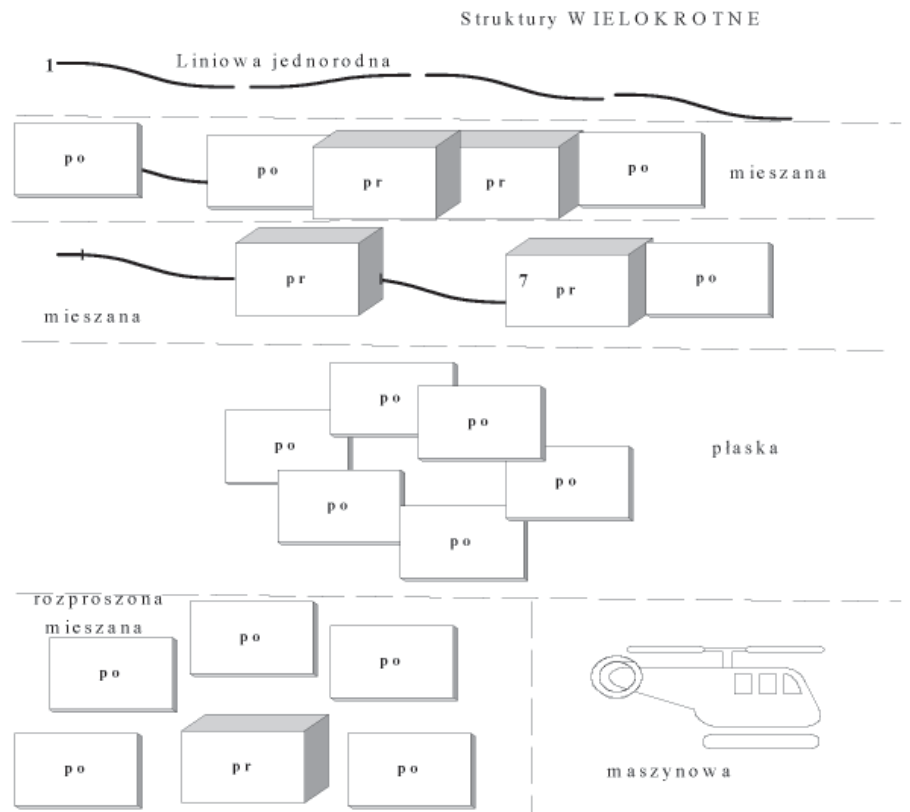 Struktury WIELOKROTNE
1 Liniowa jednorodna
po
po
pr
pr
po
mieszana
pr
7
pr
po
mieszana
po
po
po
po
po
po
płaska
rozproszona
mieszana
po
po
po
po
pr
po
maszynowa